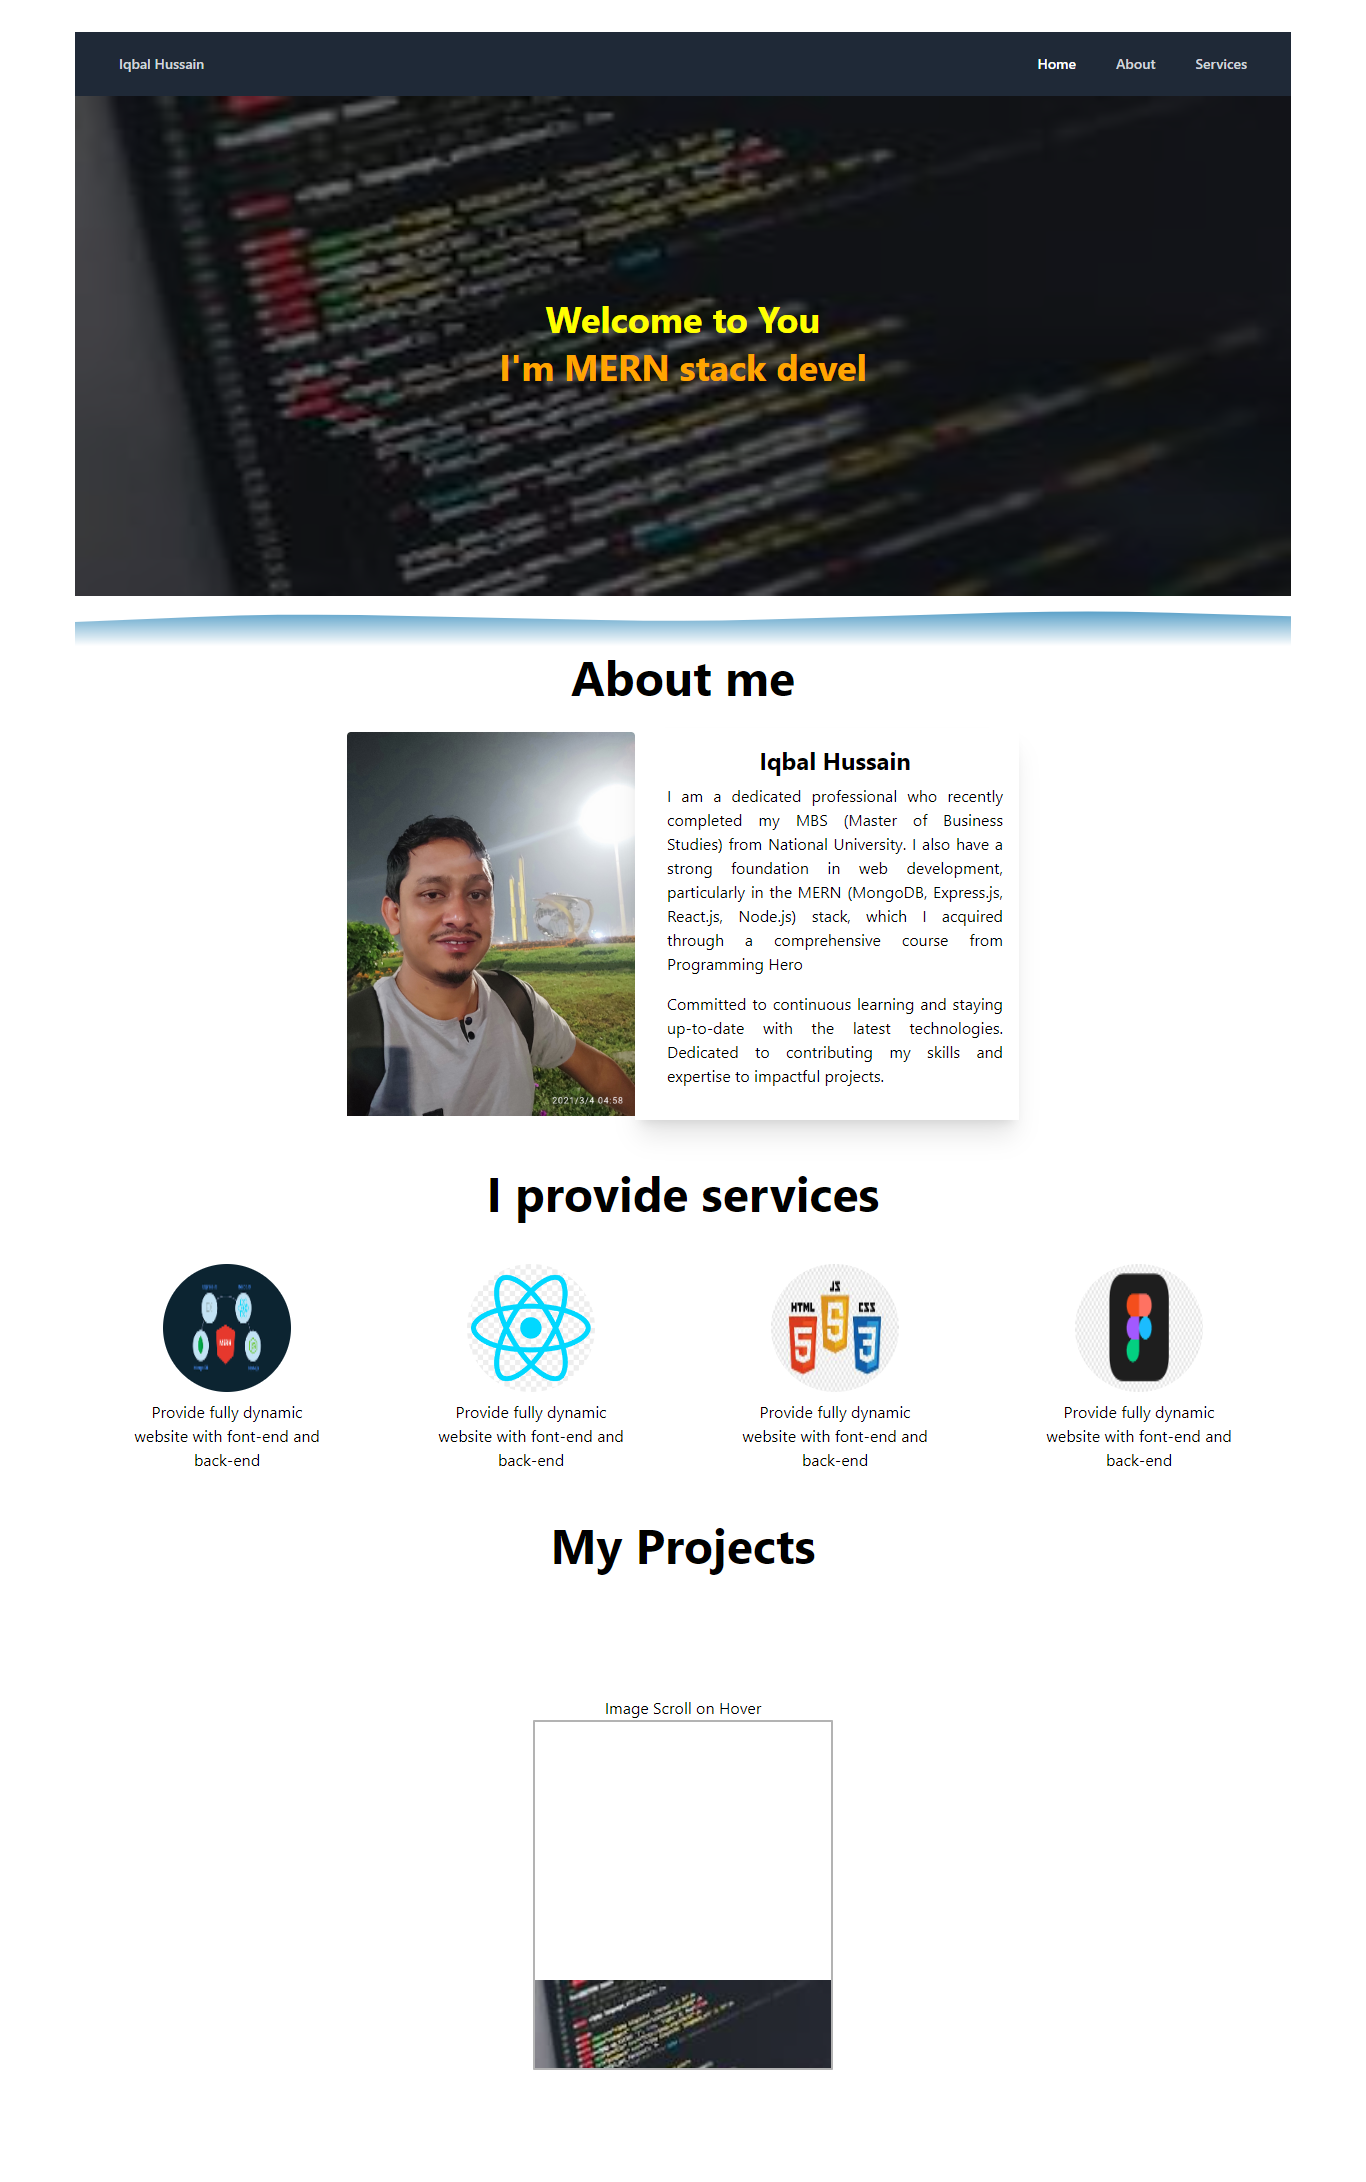 Iqbal Hussain
Home About Services
Welcome to You
I'm MERN stack devel
About me
Iqbal Hussain
I am a dedicated professional who recently
completed my MBS (Master of Business
Studies) from National University. I also have a
strong foundation in web development,
particularly in the MERN (MongoDB, Express.js,
React.js, Node.js) stack, which I acquired
through a comprehensive course from
Programming Hero
Committed to continuous learning and staying
up-to-date with the latest technologies.
Dedicated to contributing my skills and
expertise to impactful projects.
2021/3/4 04:58
I provide services
MERN
HTML
JS
CSS
Provide fully dynamic
website with font-end and
back-end
Provide fully dynamic
website with font-end and
back-end
Provide fully dynamic
website with font-end and
back-end
Provide fully dynamic
website with font-end and
back-end
My Projects
Image Scroll on Hover